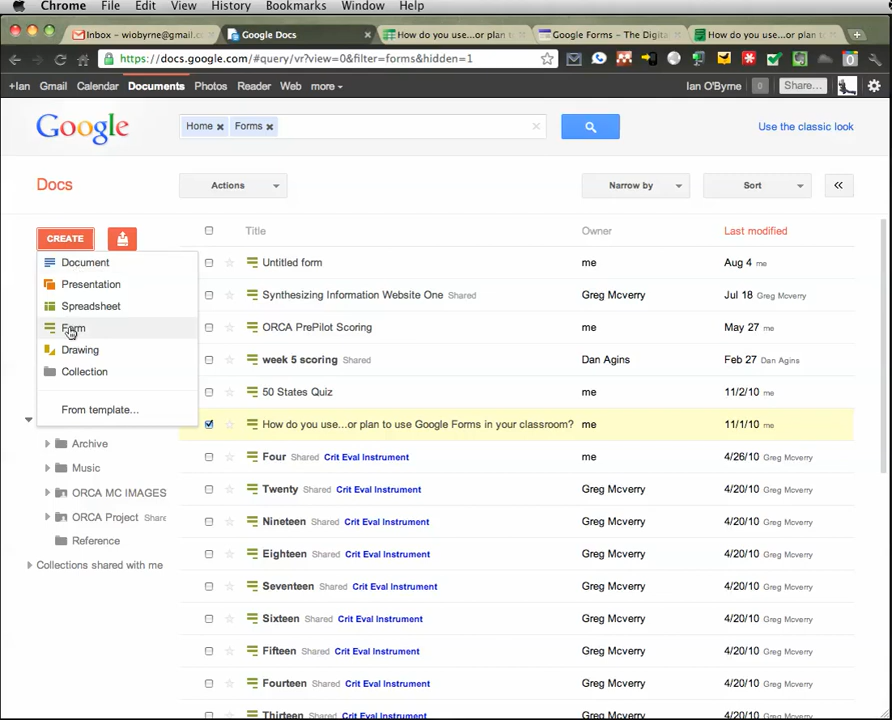 Chrome File Edit View History Bookmarks Window Help
Inbox – wiobyrne@gmail.c Google Docs How do you use...or plan t Google Forms – The Digita How do you use...or plan t
https://docs.google.com/#query/vr?view=0&filter=forms&hidden=1
+Ian Gmail Calendar Documents Photos Reader Web more Ian O'Byrne 0 Share...
Google Home Forms Use the classic look
Docs Actions Narrow by Sort
CREATE Title Owner Last modified
Document Untitled form me Aug 4 me
Presentation Synthesizing Information Website One Shared Greg Mcverry Jul 18 Greg Mcverry
Spreadsheet
Form ORCA PrePilot Scoring me May 27 me
Drawing week 5 scoring Shared Dan Agins Feb 27 Dan Agins
Collection 50 States Quiz me 11/2/10 me
From template... How do you use...or plan to use Google Forms in your classroom? me 11/1/10 me
Archive Four Shared Crit Eval Instrument me 4/26/10 Greg Mcverry
Music
ORCA MC IMAGES Twenty Shared Crit Eval Instrument Greg Mcverry 4/20/10 Greg Mcverry
ORCA Project Share Nineteen Shared Crit Eval Instrument Greg Mcverry 4/20/10 Greg Mcverry
Reference Eighteen Shared Crit Eval Instrument Greg Mcverry 4/20/10 Greg Mcverry
Collections shared with me
Seventeen Shared Crit Eval Instrument Greg Mcverry 4/20/10 Greg Mcverry
Sixteen Shared Crit Eval Instrument Greg Mcverry 4/20/10 Greg Mcverry
Fifteen Shared Crit Eval Instrument Greg Mcverry 4/20/10 Greg Mcverry
Fourteen Shared Crit Eval Instrument Greg Mcverry 4/20/10 Greg Mcverry
Thirteen Shared Crit Eval Instrument Greg Mcverry 4/20/10 Greg Mcverry